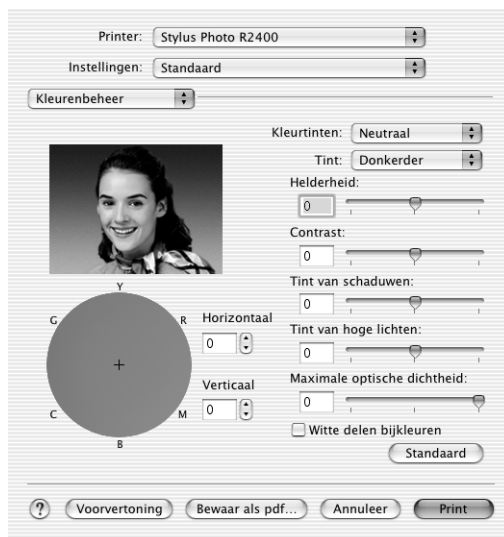 Printer: Stylus Photo R2400
Instellingen: Standaard
Kleurenbeheer
Kleurtinten: Neutraal
Tint: Donkerder
Helderheid:
0
Contrast:
0
Tint van schaduwen:
0
Tint van hoge lichten:
0
Maximale optische dichtheid:
0
Witte delen bijkleuren
Standaard
Y
G R
C M
B
Horizontaal
0
Verticaal
0
? Voorvertoning Bewaar als pdf... Annuleer Print